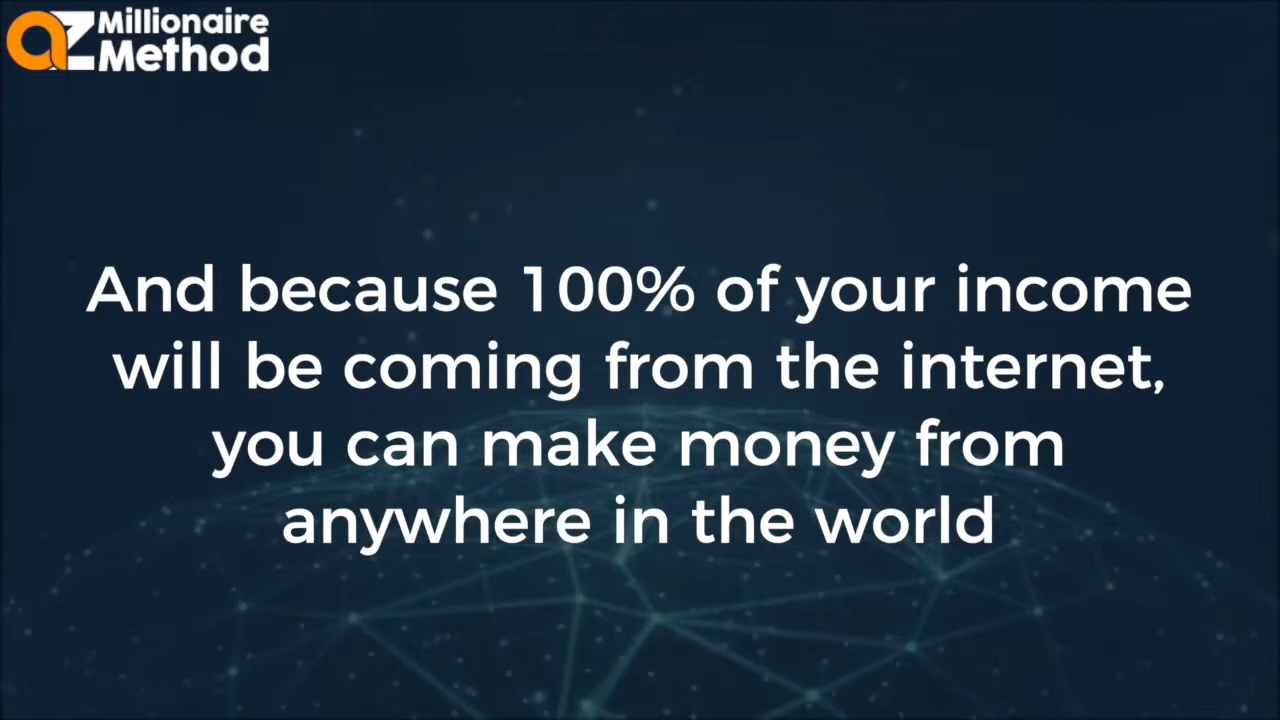 az Millionaire
Method
And because 100% of your income
will be coming from the internet,
you can make money from
anywhere in the world